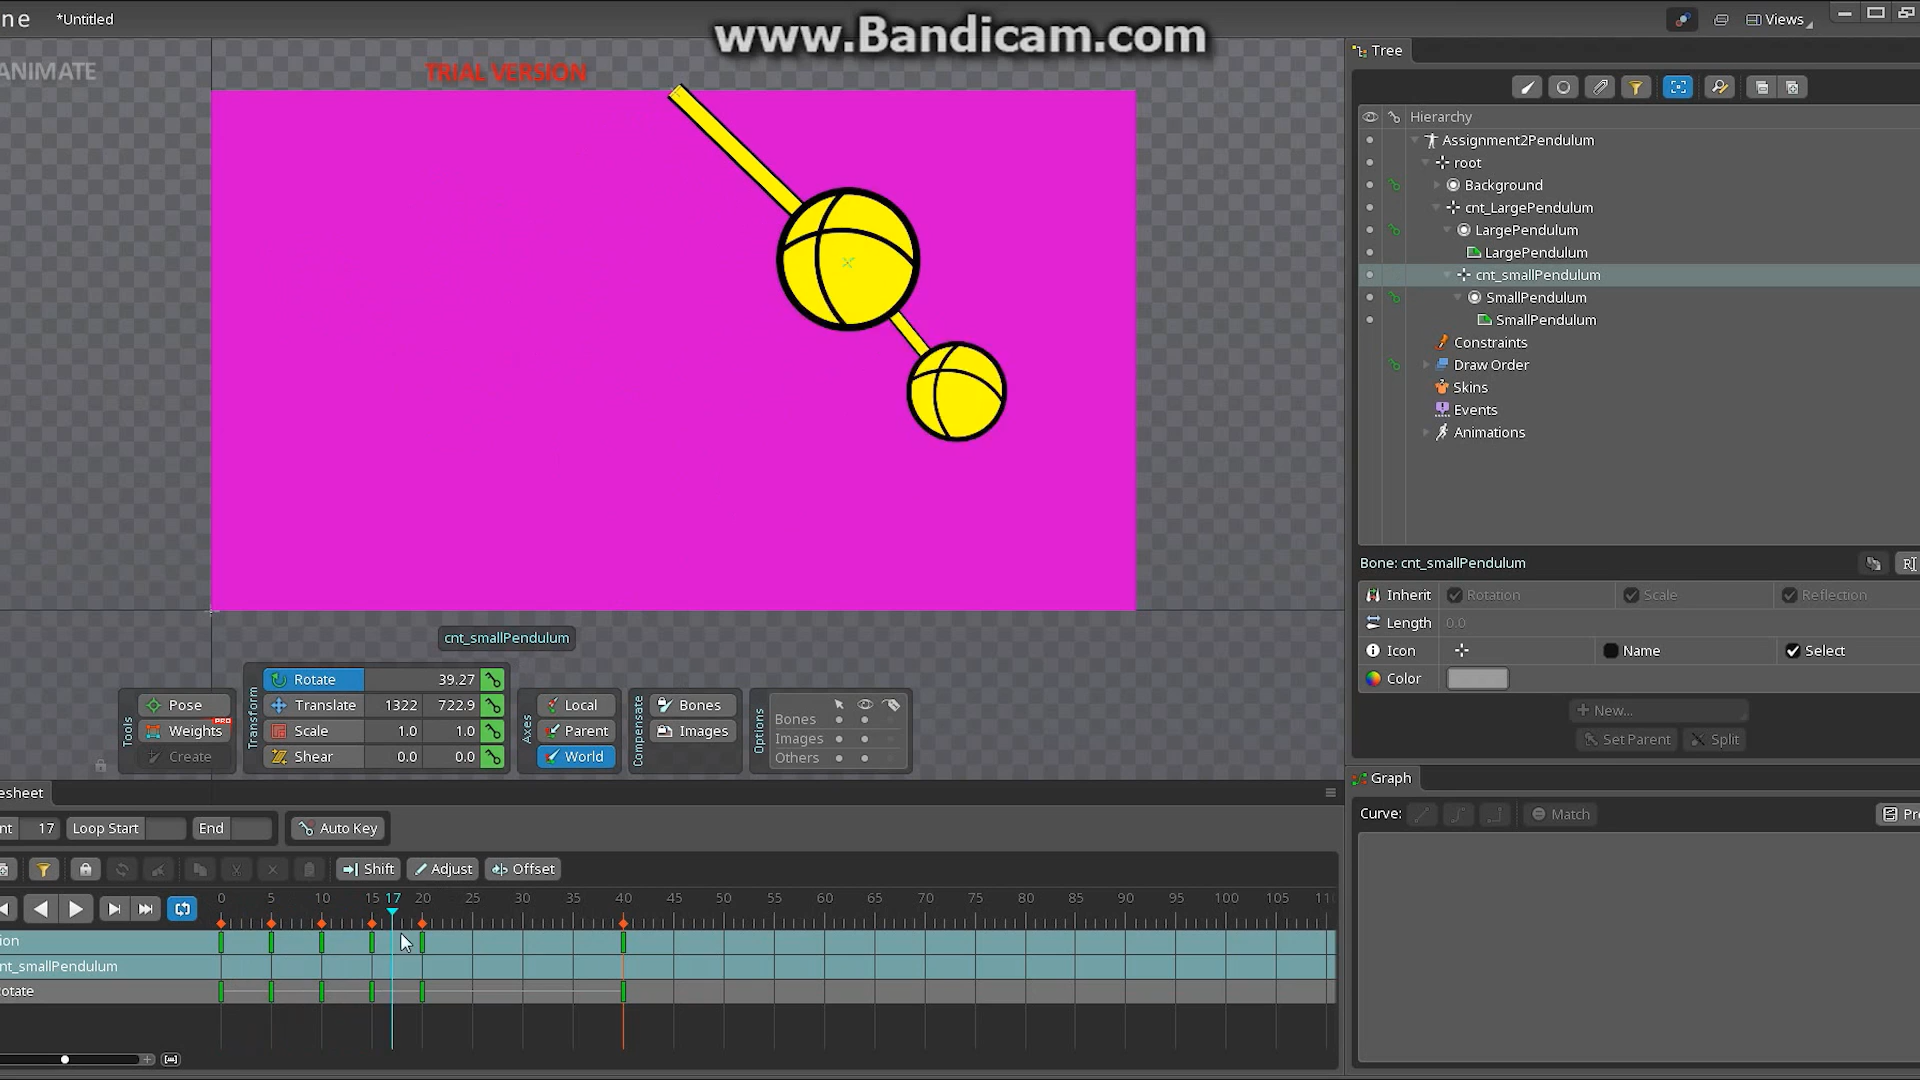 ne
*Untitled
www.Bandicam.com
Views
ANIMATE
TRIAL VERSION
Tree
Hierarchy
Assignment2Pendulum
root
Background
cnt_LargePendulum
LargePendulum
LargePendulum
cnt_smallPendulum
SmallPendulum
SmallPendulum
Constraints
Draw Order
Skins
Events
Animations
Bone: cnt_smallPendulum
Inherit Rotation Scale Reflection
Length 0.0
Icon Name Select
Color
New...
Set Parent Split
cnt_smallPendulum
Tools
Pose
Weights PRO
Create
Transform
Rotate 39.27
Translate 1322 722.9
Scale 1.0 1.0
Shear 0.0 0.0
Axes
Local
Parent
World
Compensate
Bones
Images
Options
Bones
Images
Others
esheet
nt 17 Loop Start End Auto Key
Shift Adjust Offset
0 5 10 15 17 20 25 30 35 40 45 50 55 60 65 70 75 80 85 90 95 100 105 11
ion
nt_smallPendulum
otate
Graph
Curve: Match Pre